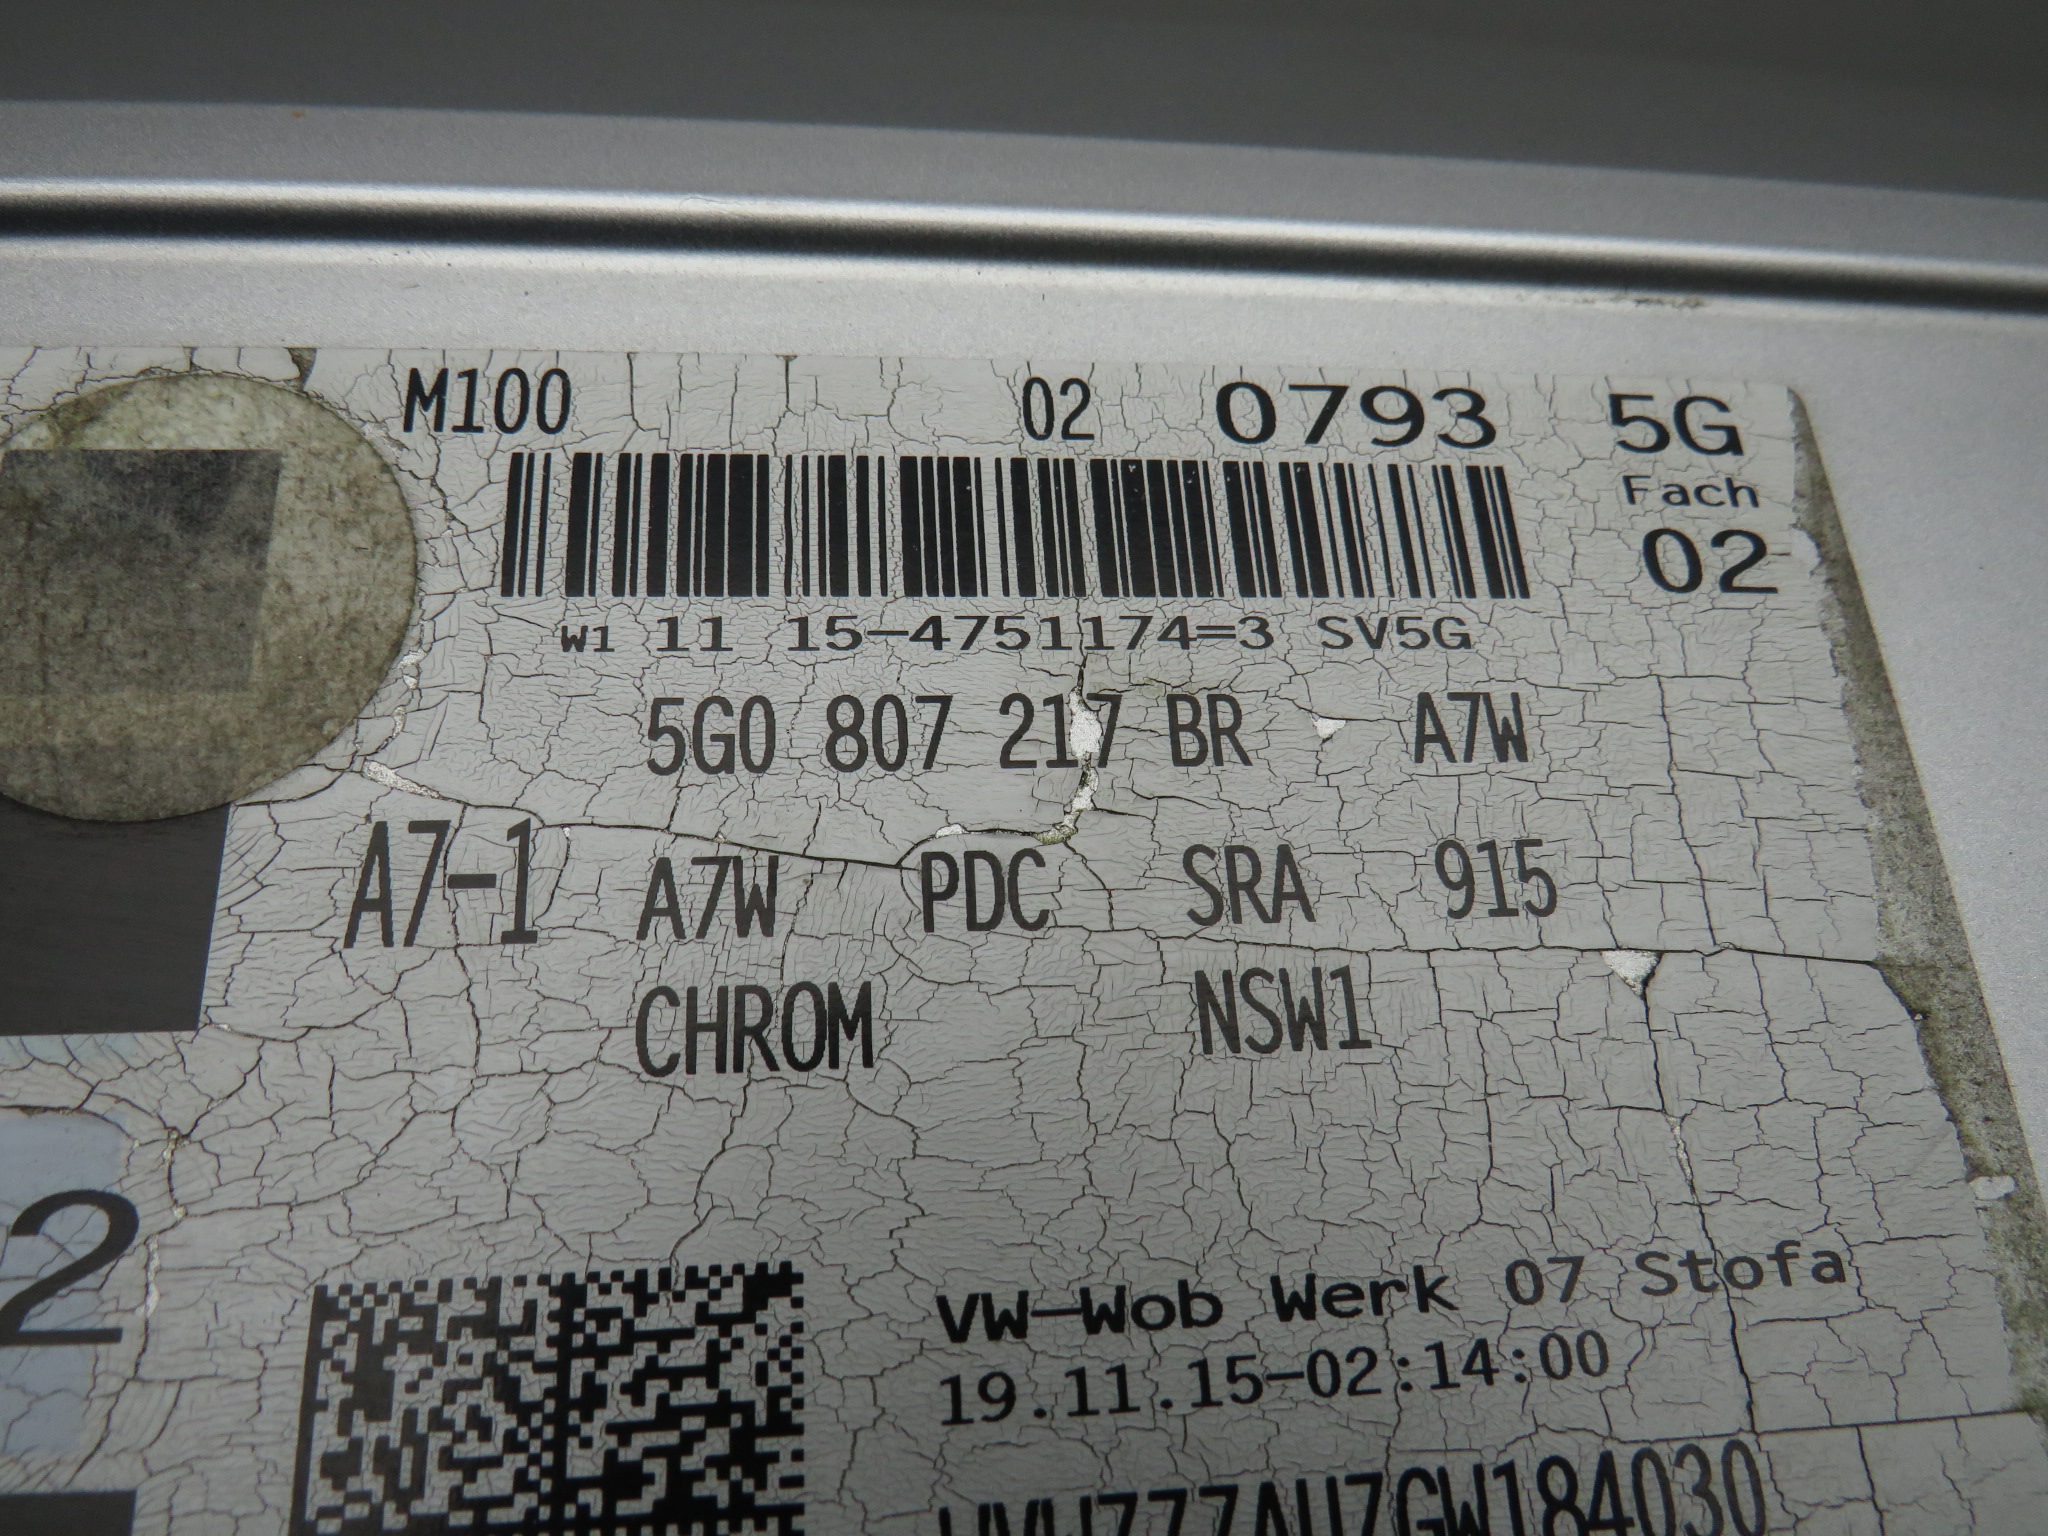 M100 02 0793 5G
Fach
02
W1 11 15-4751174=3 SV5G
5G0 807 217 BR A7W
A7-1 A7W PDC SRA 915
CHROM NSW1
2
VW-Wob Werk 07 Stofa
19.11.15-02:14:00
WVWZZZAUZGW184030